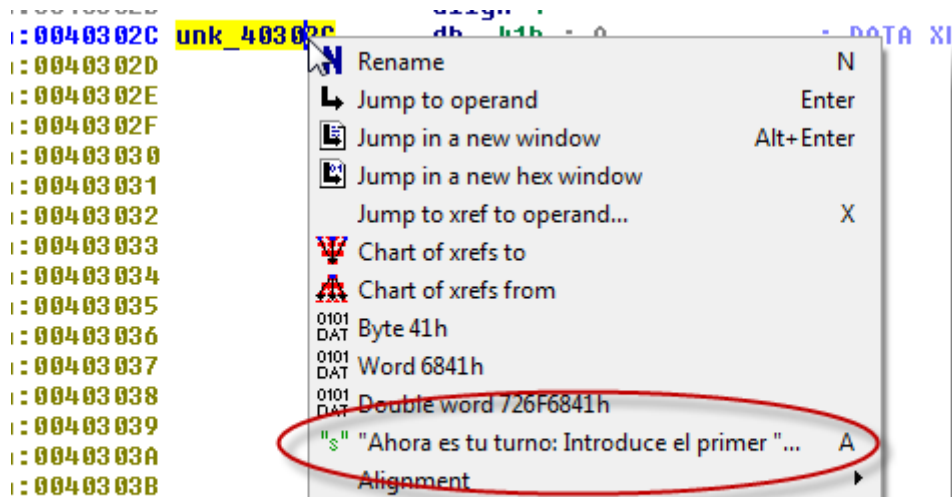 :0040302C unk_40302C db 41h ; A ; DATA X
:0040302D
:0040302E
:0040302F
:00403030
:00403031
:00403032
:00403033
:00403034
:00403035
:00403036
:00403037
:00403038
:00403039
:0040303A
:0040303B
Rename N
Jump to operand Enter
Jump in a new window Alt+Enter
Jump in a new hex window
Jump to xref to operand... X
Chart of xrefs to
Chart of xrefs from
0101 DAT Byte 41h
0101 DAT Word 6841h
0101 DAT Double word 726F6841h
"s" "Ahora es tu turno: Introduce el primer "... A
Alignment